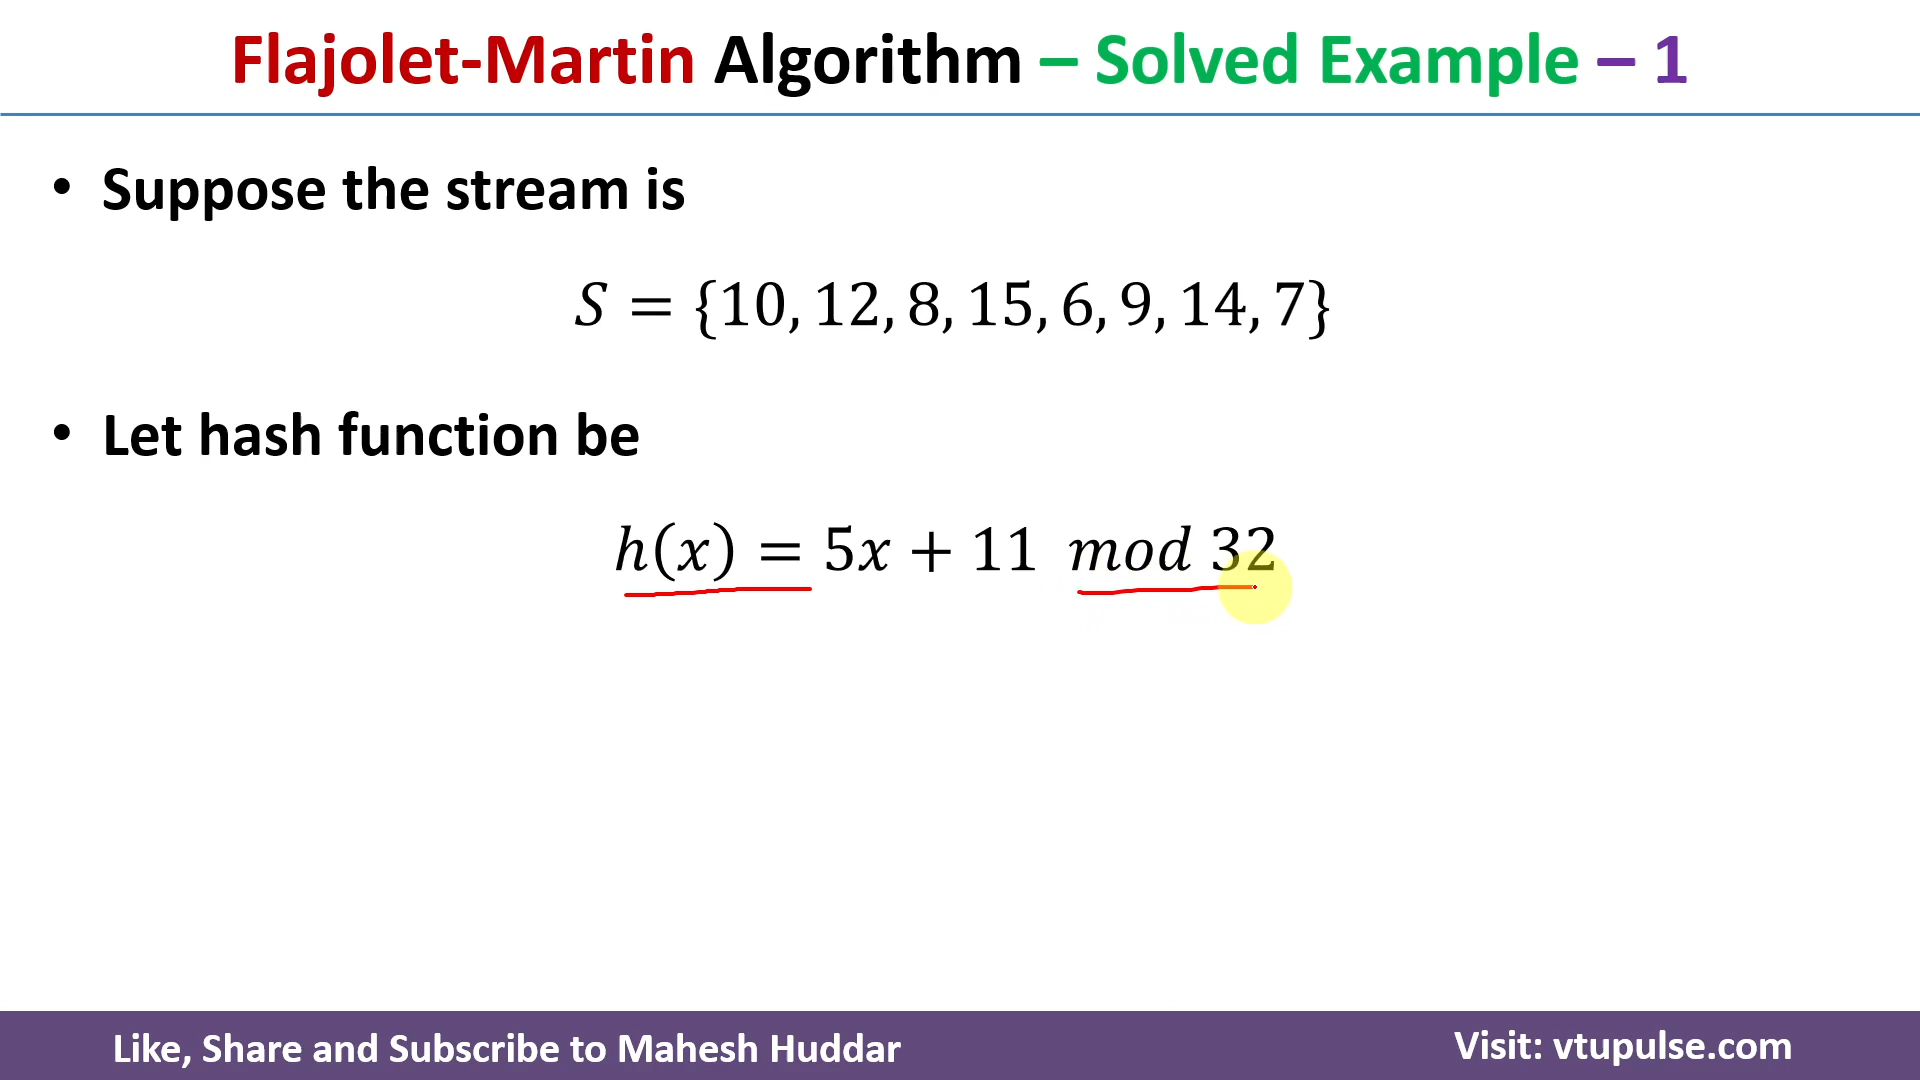 Flajolet-Martin Algorithm – Solved Example – 1
• Suppose the stream is
S = {10, 12, 8, 15, 6, 9, 14, 7}
• Let hash function be
h(x) = 5x + 11 mod 32
Like, Share and Subscribe to Mahesh Huddar
Visit: vtupulse.com